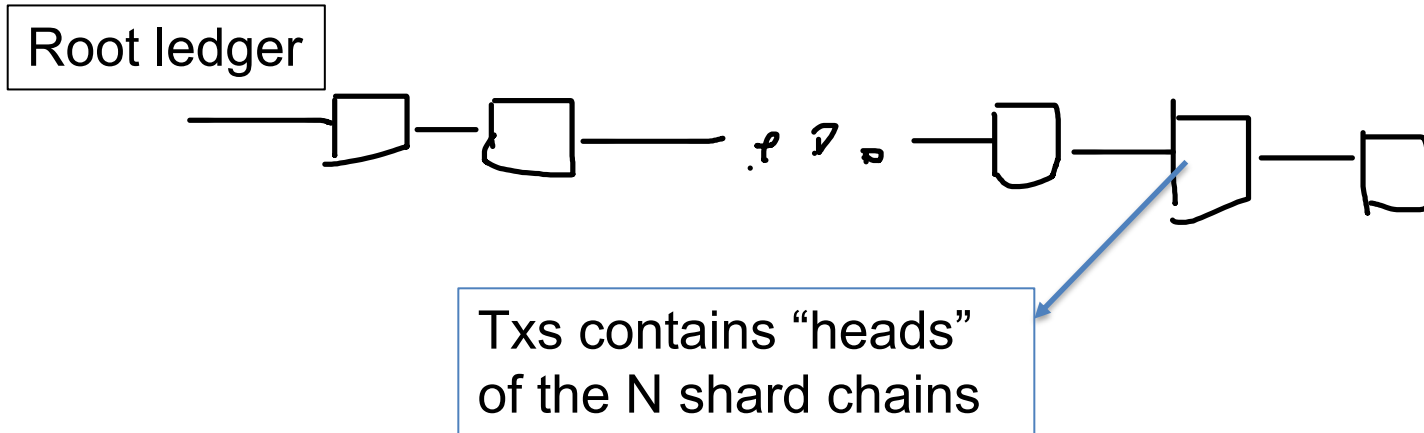 Root ledger
Txs contains “heads”
of the N shard chains